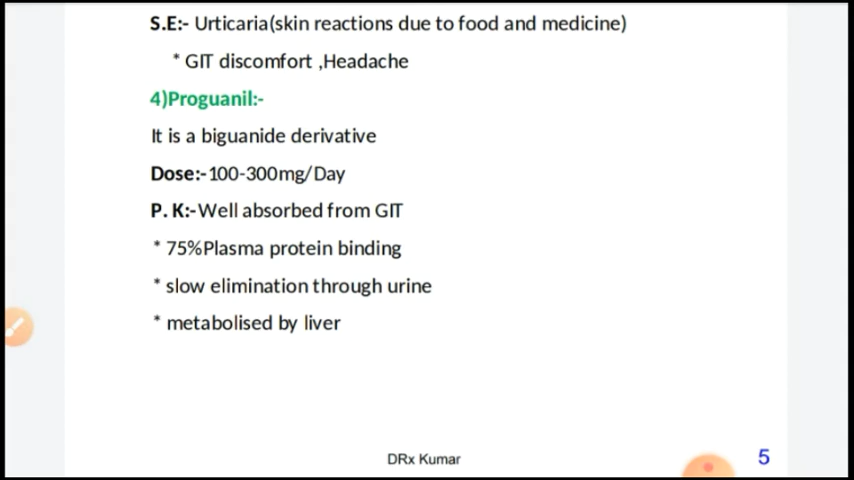 S.E:- Urticaria(skin reactions due to food and medicine)
* GIT discomfort ,Headache
4)Proguanil:-
It is a biguanide derivative
Dose:-100-300mg/Day
P. K:-Well absorbed from GIT
* 75%Plasma protein binding
* slow elimination through urine
* metabolised by liver
DRx Kumar
5